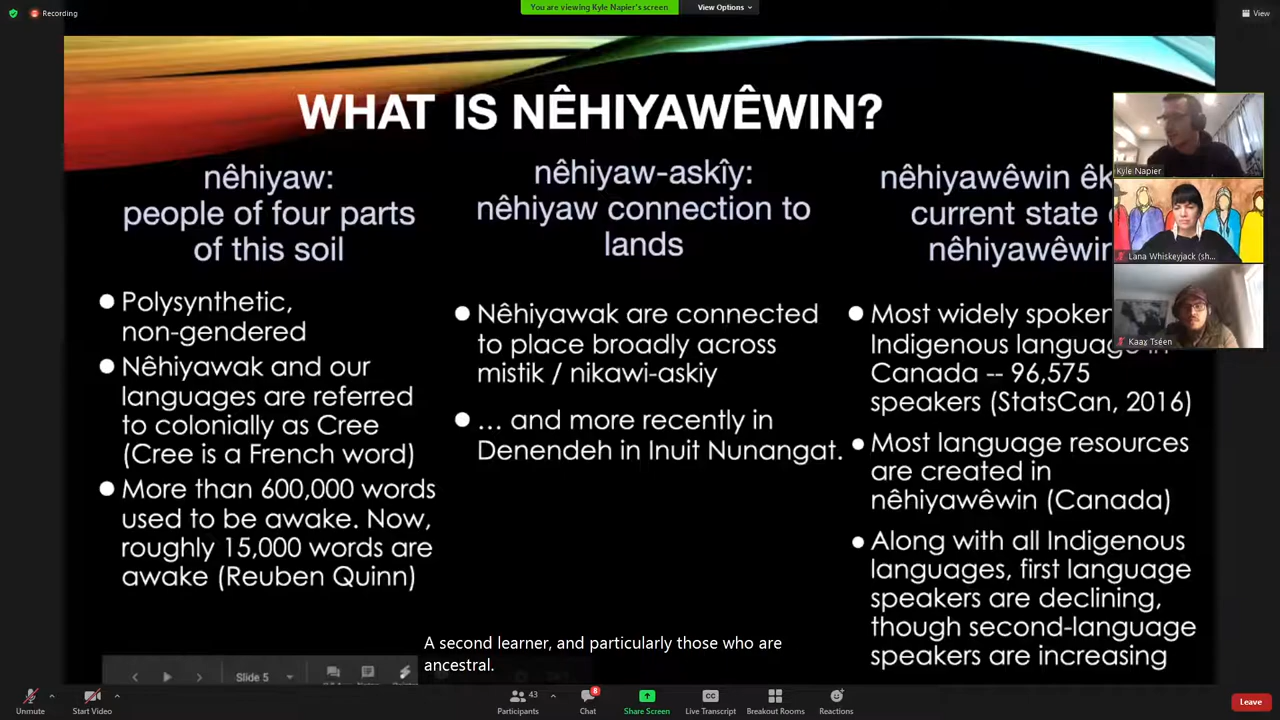 Recording
You are viewing Kyle Napier's screen
View Options
View
WHAT IS NÊHIYAWÊWIN?
nêhiyaw:
people of four parts
of this soil
Polysynthetic,
non-gendered
Nêhiyawak and our
languages are referred
to colonially as Cree
(Cree is a French word)
More than 600,000 words
used to be awake. Now,
roughly 15,000 words are
awake (Reuben Quinn)
nêhiyaw-askîy:
nêhiyaw connection to
lands
Nêhiyawak are connected
to place broadly across
mistik / nikawi-askiy
... and more recently in
Denendeh in Inuit Nunangat.
nêhiyawêwin
current state
nêhiyawêwin
Most widely spoken
Indigenous language in
Canada -- 96,575
speakers (StatsCan, 2016)
Most language resources
are created in
nêhiyawêwin (Canada)
Along with all Indigenous
languages, first language
speakers are declining,
though second-language
speakers are increasing
Kyle Napier
Lana Whiskeyjack (sh...
Kaax Tséen
A second learner, and particularly those who are
ancestral.
Slide 5
Unmute
Start Video
Participants
43
Chat
8
Share Screen
Live Transcript
Breakout Rooms
Reactions
Leave